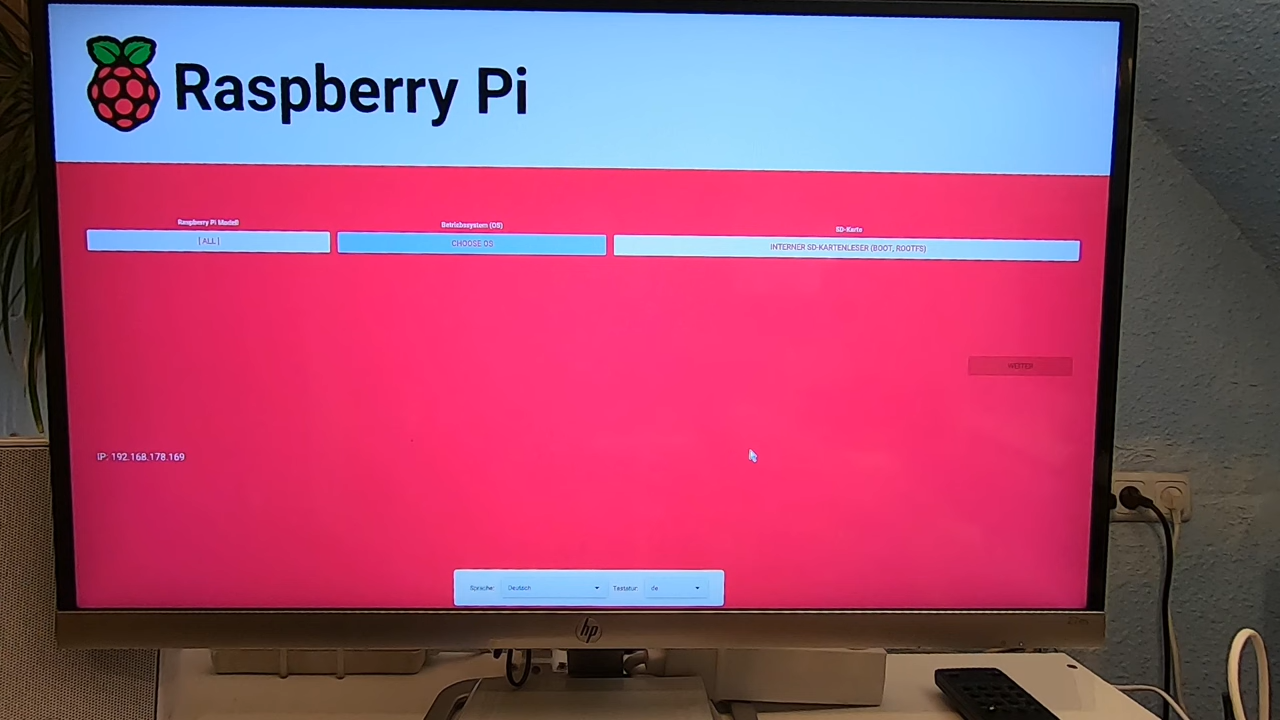 Raspberry Pi
Raspberry Pi Modell
Betriebssystem (OS)
SD-Karte
[ ALL ]
CHOOSE OS
INTERNER SD-KARTENLESER (BOOT, ROOTFS)
WEITER
IP: 192.168.178.169
Sprache: Deutsch Tastatur: de
hp